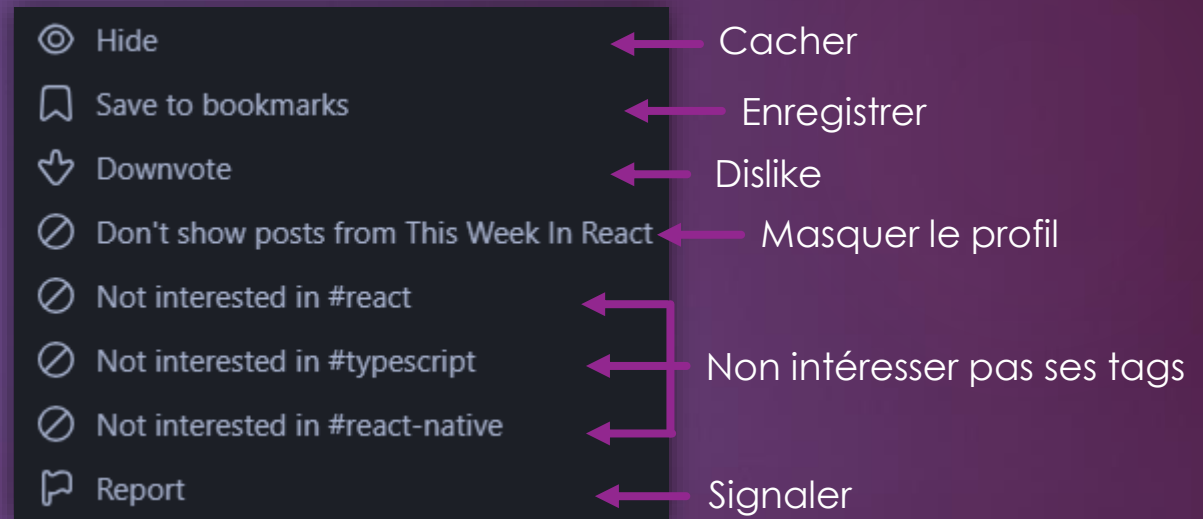 Hide
Cacher
Save to bookmarks
Enregistrer
Downvote
Dislike
Don't show posts from This Week In React
Masquer le profil
Not interested in #react
Not interested in #typescript
Non intéresser pas ses tags
Not interested in #react-native
Report
Signaler